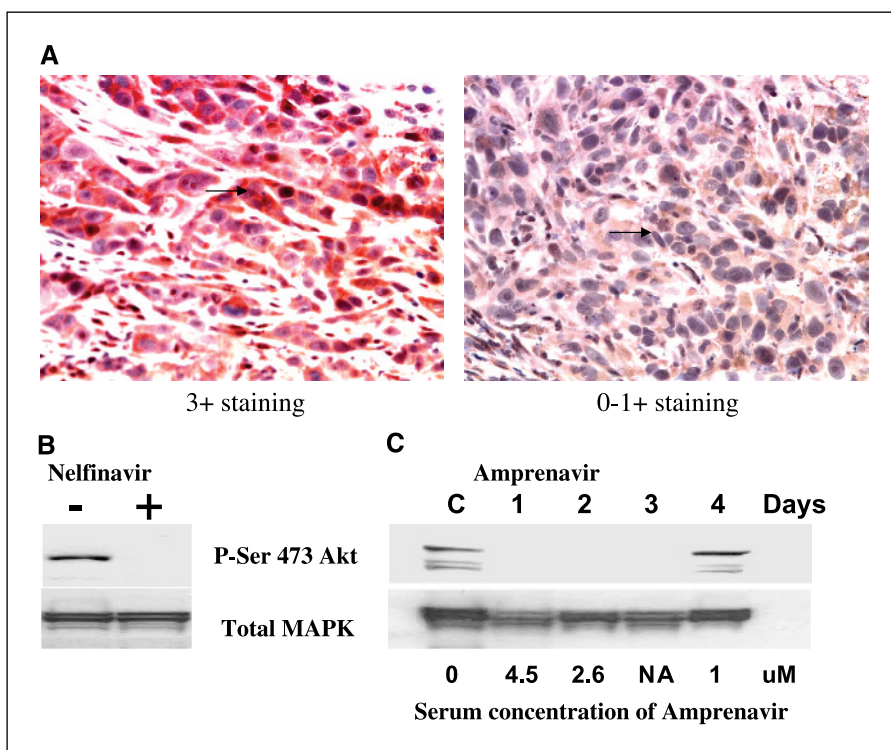 A
3+ staining
0-1+ staining
B
Nelfinavir
- +
P-Ser 473 Akt
Total MAPK
C
Amprenavir
C 1 2 3 4 Days
0 4.5 2.6 NA 1 uM
Serum concentration of Amprenavir